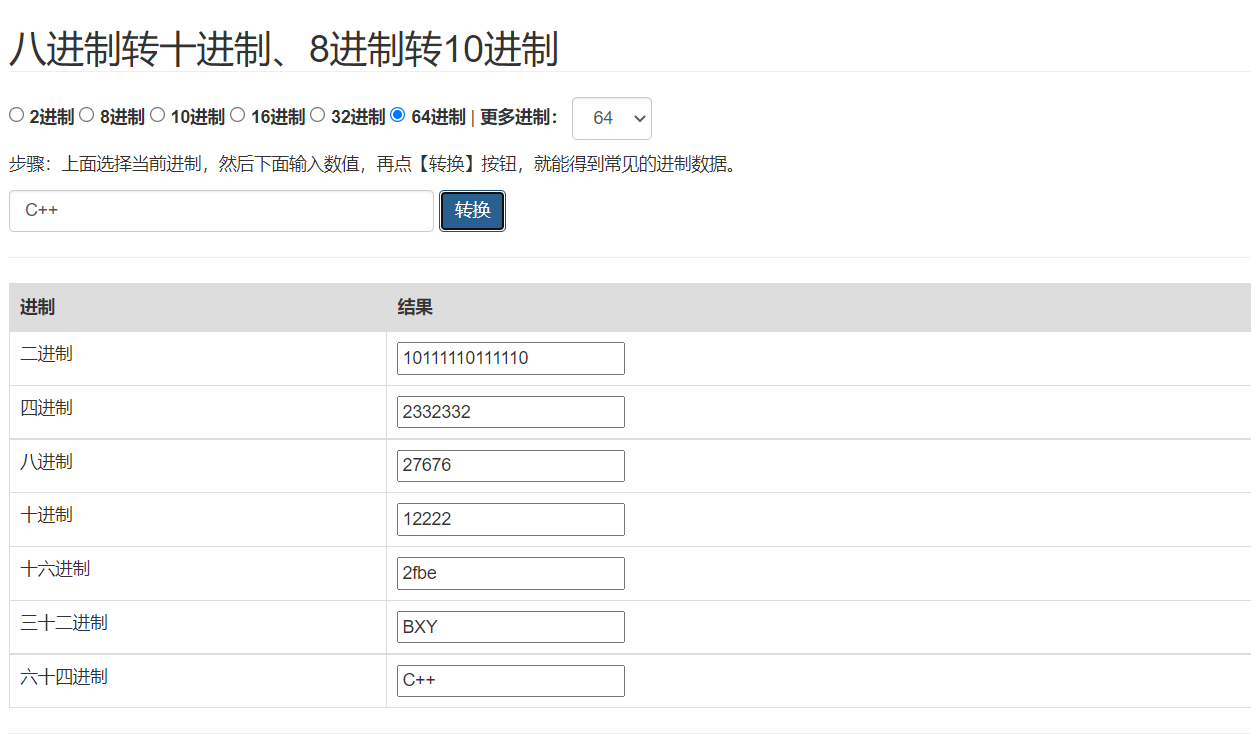 八进制转十进制、8进制转10进制
2进制 8进制 10进制 16进制 32进制 64进制 | 更多进制： 64
步骤：上面选择当前进制，然后下面输入数值，再点【转换】按钮，就能得到常见的进制数据。
C++ 转换
进制 结果
二进制 10111110111110
四进制 2332332
八进制 27676
十进制 12222
十六进制 2fbe
三十二进制 BXY
六十四进制 C++